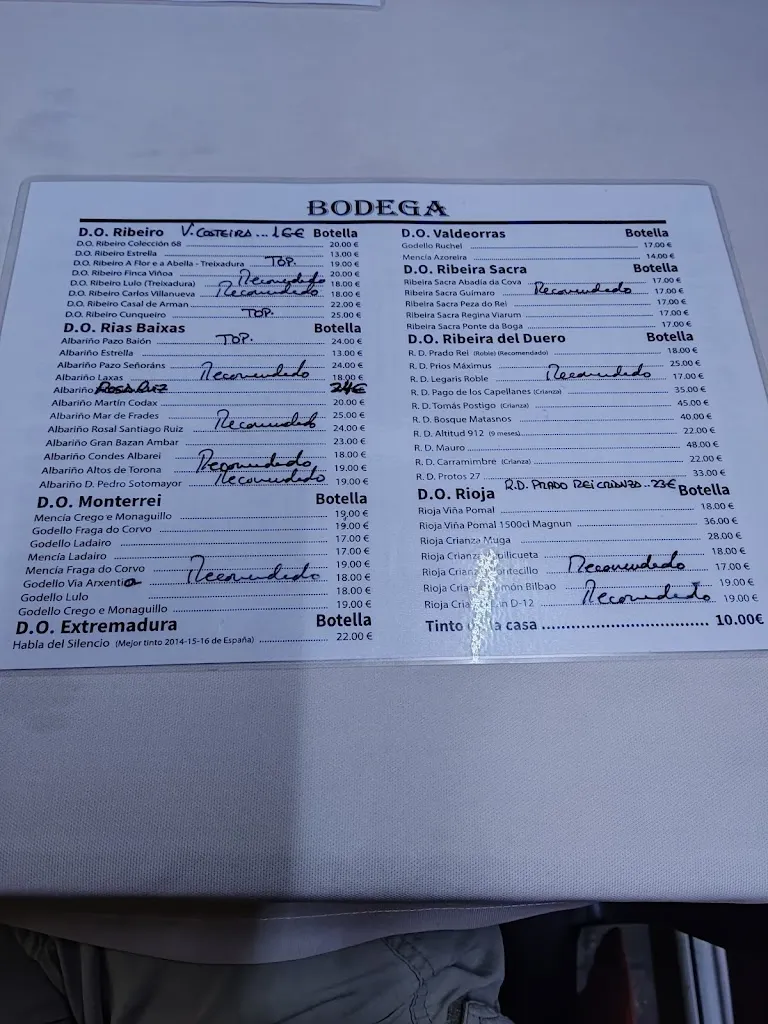 BODEGA
D.O. Ribeiro V. COSTEIRA... 16€ Botella
D.O. Ribeiro Colección 68 20.00 €
D.O. Ribeiro Estrella 13.00 €
D.O. Ribeiro A Flor e a Abella - Treixadura TOP. 19.00 €
D.O. Ribeiro Finca Viñoa 20.00 €
D.O. Ribeiro Lulo (Treixadura) Recomendado 18.00 €
D.O. Ribeiro Carlos Villanueva Recomendado 18.00 €
D.O. Ribeiro Casal de Arman 22.00 €
D.O. Ribeiro Cunqueiro TOP. 25.00 €
D.O. Rias Baixas Botella
Albariño Pazo Baión TOP. 24.00 €
Albariño Estrella 13.00 €
Albariño Pazo Señoráns 24.00 €
Albariño Laxas Recomendado 18.00 €
Albariño ROSA RUIZ 24€
Albariño Martín Codax 20.00 €
Albariño Mar de Frades 25.00 €
Albariño Rosal Santiago Ruiz Recomendado 24.00 €
Albariño Gran Bazan Ambar 23.00 €
Albariño Condes Albarei 18.00 €
Albariño Altos de Torona Recomendado 19.00 €
Albariño D. Pedro Sotomayor Recomendado 19.00 €
D.O. Monterrei Botella
Mencía Crego e Monaguillo 19,00 €
Godello Fraga do Corvo 19.00 €
Godello Ladairo 17.00 €
Mencía Ladairo 17.00 €
Mencía Fraga do Corvo 19.00 €
Godello Via Arxentia Recomendado 18.00 €
Godello Lulo 18.00 €
Godello Crego e Monaguillo 19,00 €
D.O. Extremadura Botella
Habla del Silencio (Mejor tinto 2014-15-16 de España) 22.00 €
D.O. Valdeorras Botella
Godello Ruchel 17.00 €
Mencía Azoreira 14.00 €
D.O. Ribeira Sacra Botella
Ribeira Sacra Abadía da Cova 17.00 €
Ribeira Sacra Guimaro Recomendado 17.00 €
Ribeira Sacra Peza do Rei 17.00 €
Ribeira Sacra Regina Viarum 17.00 €
Ribeira Sacra Ponte da Boga 17.00 €
D.O. Ribeira del Duero Botella
R. D. Prado Rei (Roble) (Recomendado) 18.00 €
R. D. Prios Máximus 25.00 €
R. D. Legaris Roble Recomendado 17.00 €
R. D. Pago de los Capellanes (Crianza) 35.00 €
R. D. Tomás Postigo (Crianza) 45.00 €
R. D. Bosque Matasnos 40.00 €
R. D. Altitud 912 (9 meses) 22.00 €
R. D. Mauro 48.00 €
R. D. Carramimbre (Crianza) 22.00 €
R. D. Protos 27 33.00 €
D.O. Rioja R.D. PRADO REI CRIANZA.. 23€ Botella
Rioja Viña Pomal 18.00 €
Rioja Viña Pomal 1500cl Magnun 36.00 €
Rioja Crianza Muga 28.00 €
Rioja Crianza 18.00 €
Rioja Crianza Recomendado 17.00 €
Rioja Bilbao 19.00 €
Rioja D-12 Recomendado 19.00 €
Tinto casa 10.00€